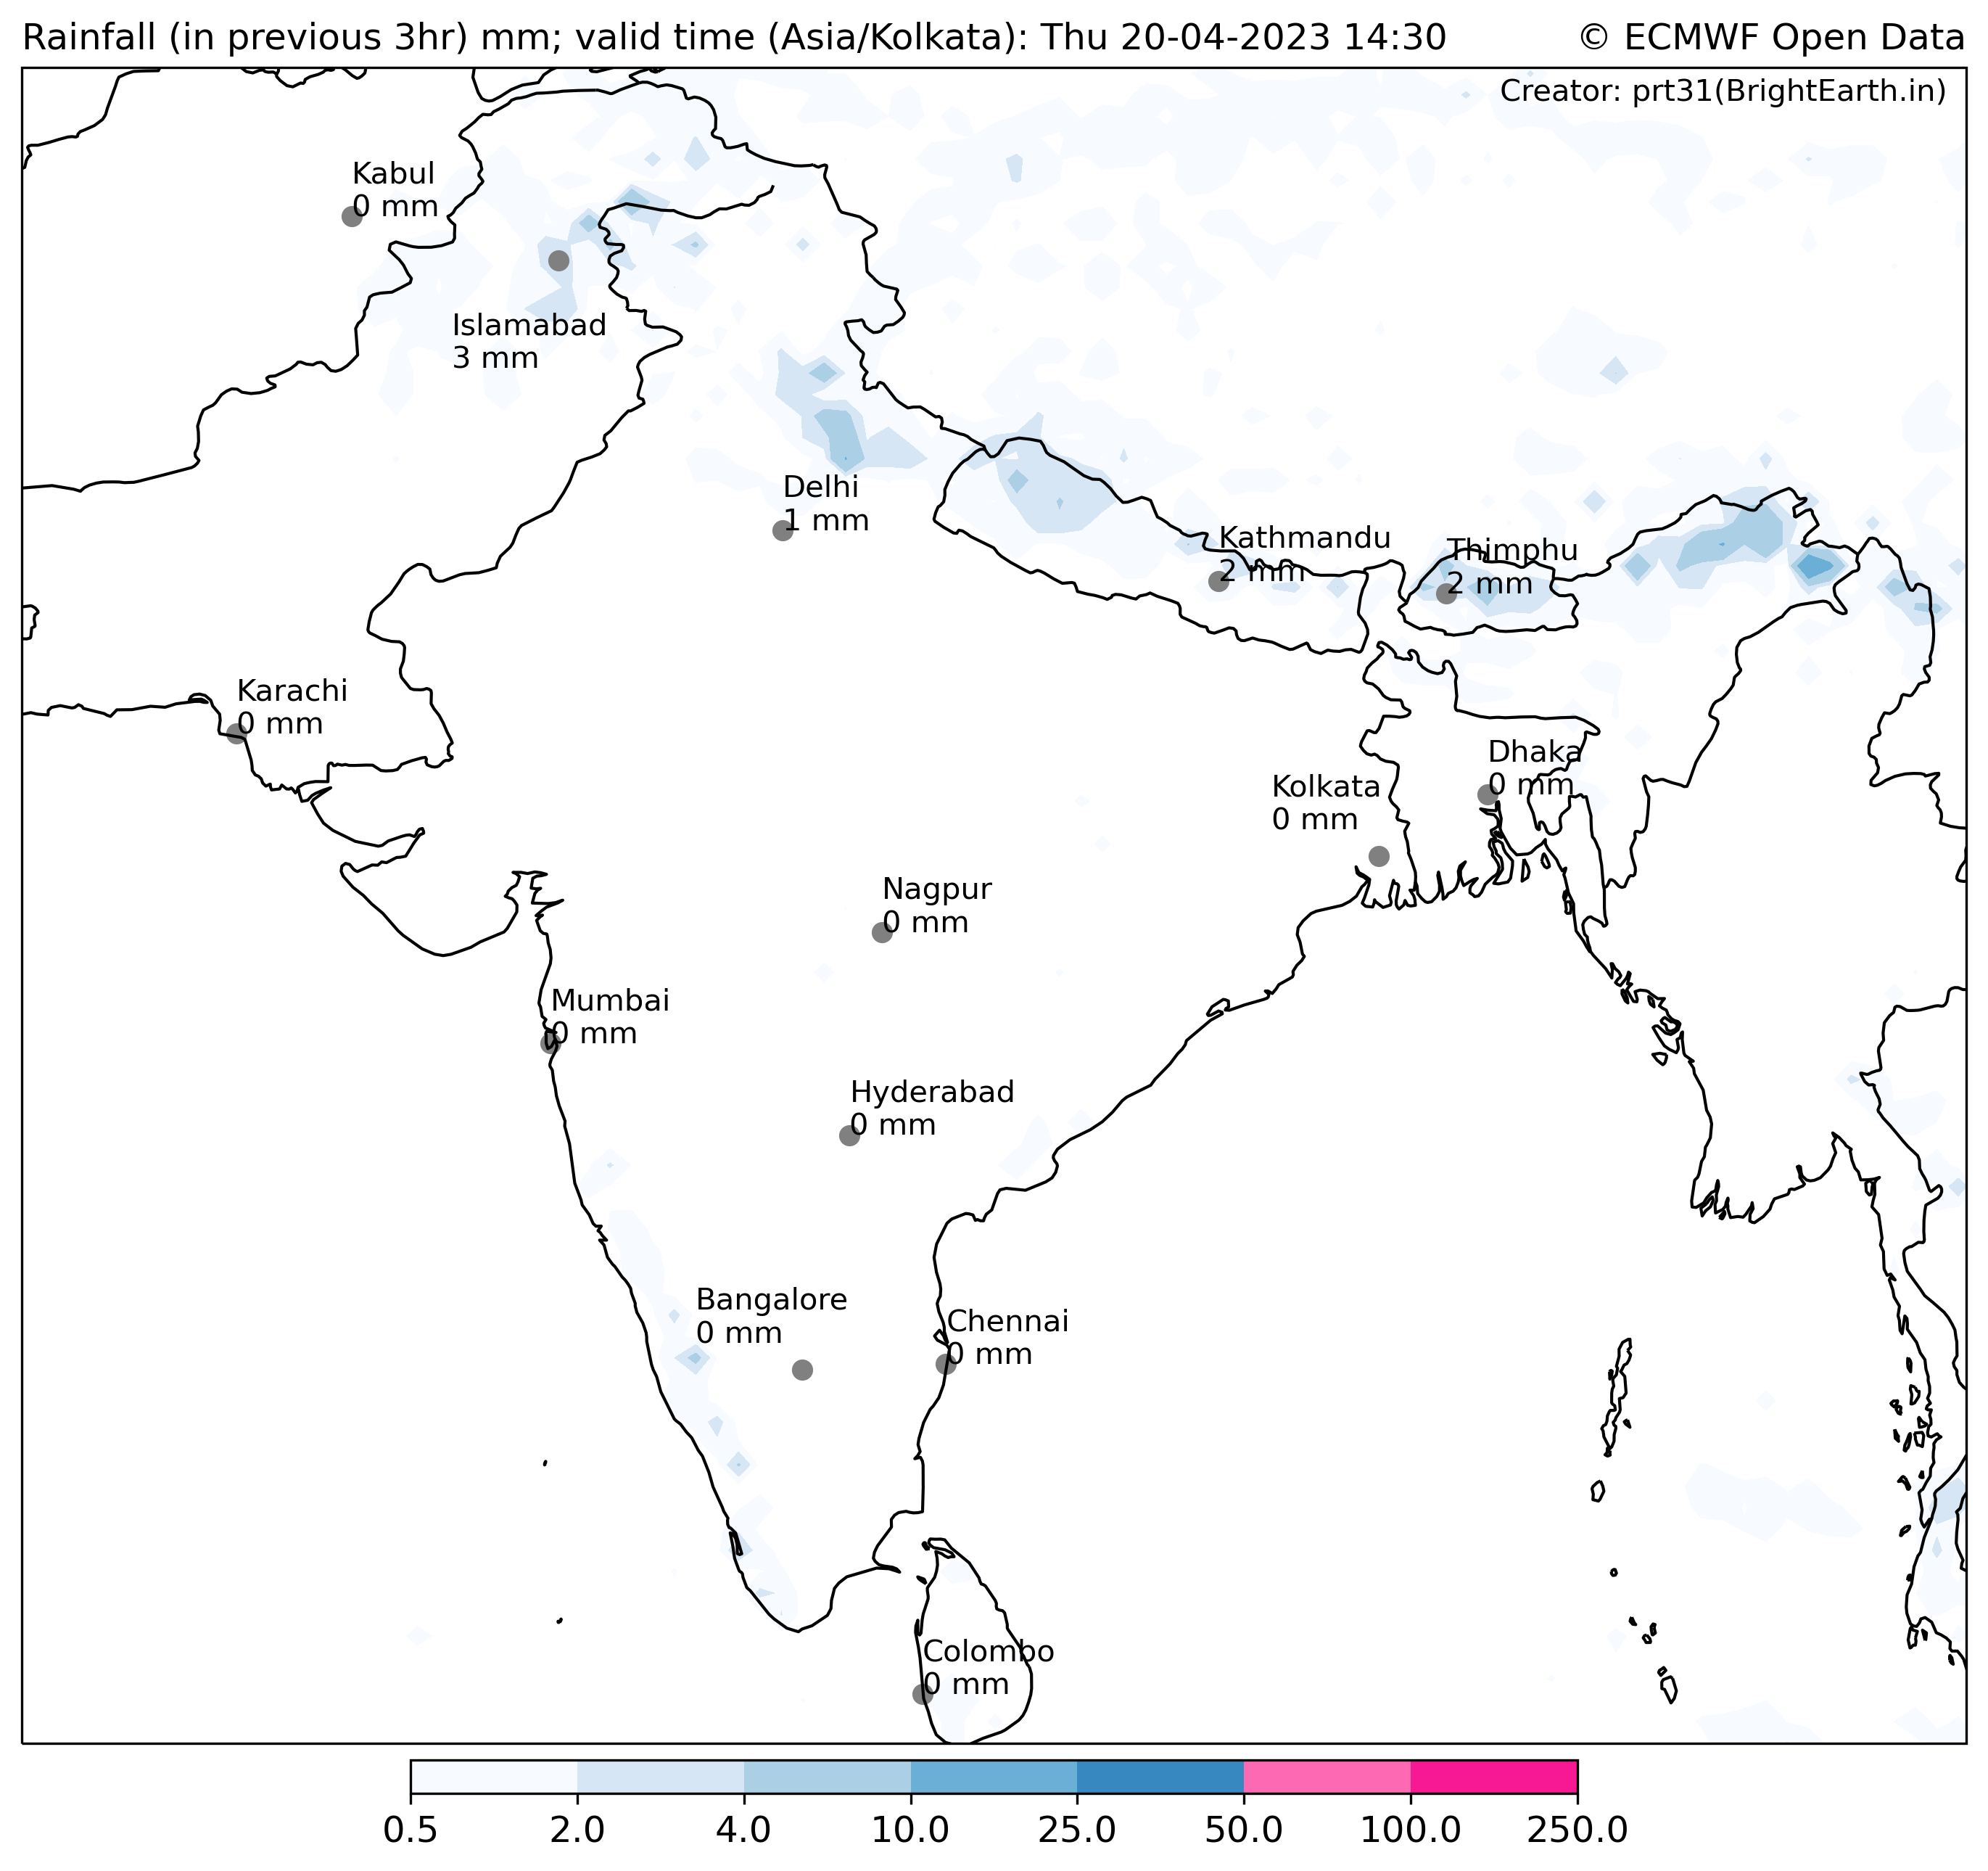 Rainfall (in previous 3hr) mm; valid time (Asia/Kolkata): Thu 20-04-2023 14:30
© ECMWF Open Data
Creator: prt31(BrightEarth.in)
Kabul
0 mm
Islamabad
3 mm
Delhi
1 mm
Kathmandu
2 mm
Thimphu
2 mm
Karachi
0 mm
Dhaka
0 mm
Kolkata
0 mm
Nagpur
0 mm
Mumbai
0 mm
Hyderabad
0 mm
Bangalore
0 mm
Chennai
0 mm
Colombo
0 mm
0.5 2.0 4.0 10.0 25.0 50.0 100.0 250.0